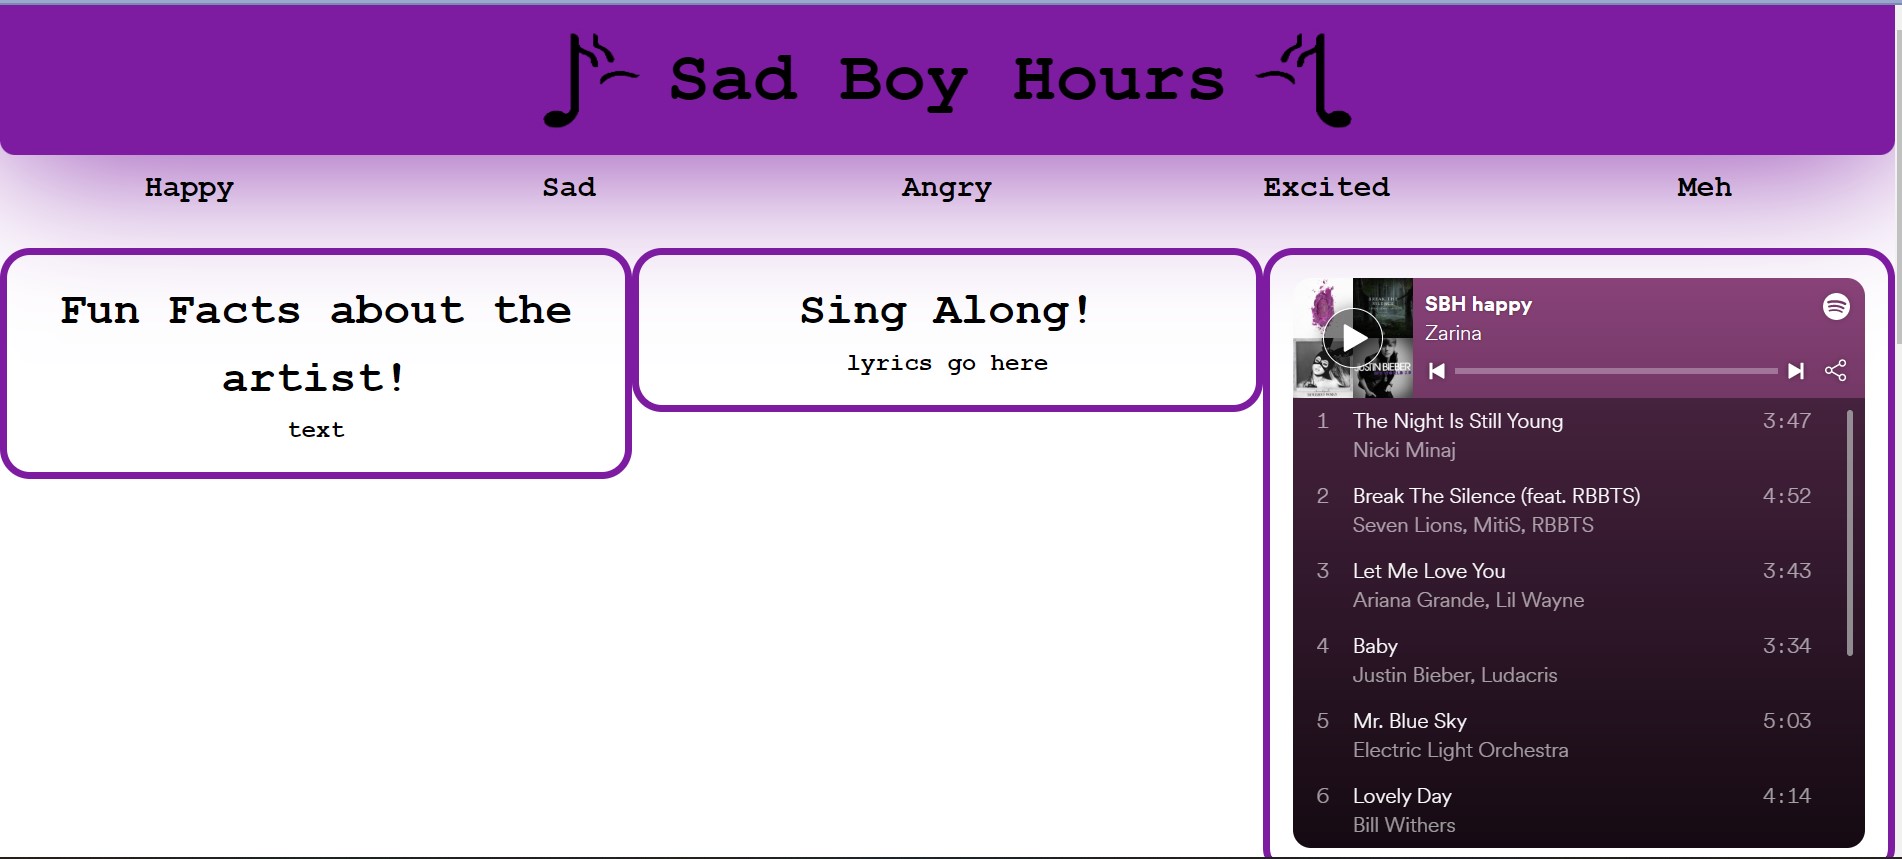 Sad Boy Hours
Happy Sad Angry Excited Meh
Fun Facts about the
artist!
text
Sing Along!
lyrics go here
SBH happy
Zarina
JUSTIN BIEBER
1 The Night Is Still Young 3:47
Nicki Minaj
2 Break The Silence (feat. RBBTS) 4:52
Seven Lions, MitiS, RBBTS
3 Let Me Love You 3:43
Ariana Grande, Lil Wayne
4 Baby 3:34
Justin Bieber, Ludacris
5 Mr. Blue Sky 5:03
Electric Light Orchestra
6 Lovely Day 4:14
Bill Withers